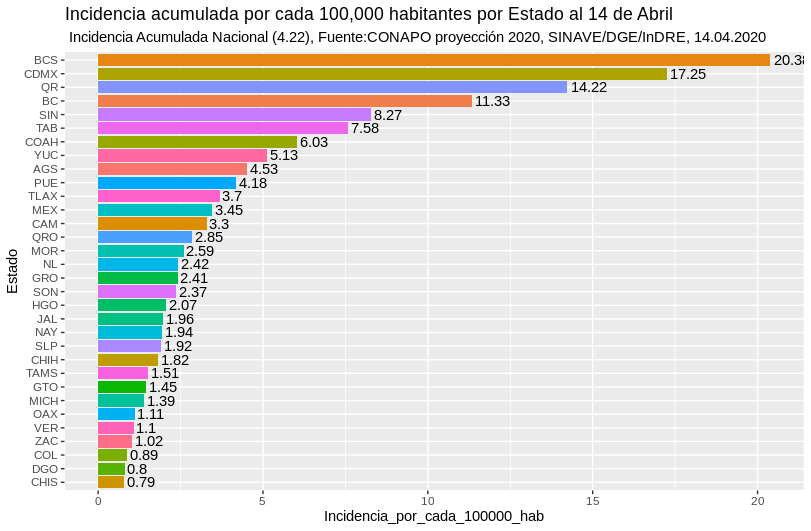 Incidencia acumulada por cada 100,000 habitantes por Estado al 14 de Abril
Incidencia Acumulada Nacional (4.22), Fuente:CONAPO proyección 2020, SINAVE/DGE/InDRE, 14.04.2020
Estado
BCS 20.38
CDMX 17.25
QR 14.22
BC 11.33
SIN 8.27
TAB 7.58
COAH 6.03
YUC 5.13
AGS 4.53
PUE 4.18
TLAX 3.7
MEX 3.45
CAM 3.3
QRO 2.85
MOR 2.59
NL 2.42
GRO 2.41
SON 2.37
HGO 2.07
JAL 1.96
NAY 1.94
SLP 1.92
CHIH 1.82
TAMS 1.51
GTO 1.45
MICH 1.39
OAX 1.11
VER 1.1
ZAC 1.02
COL 0.89
DGO 0.8
CHIS 0.79
0 5 10 15 20
Incidencia_por_cada_100000_hab